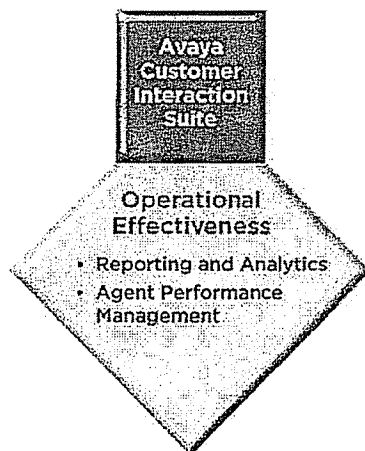 Avaya
Customer
Interaction
Suite
Operational
Effectiveness
• Reporting and Analytics
• Agent Performance
Management